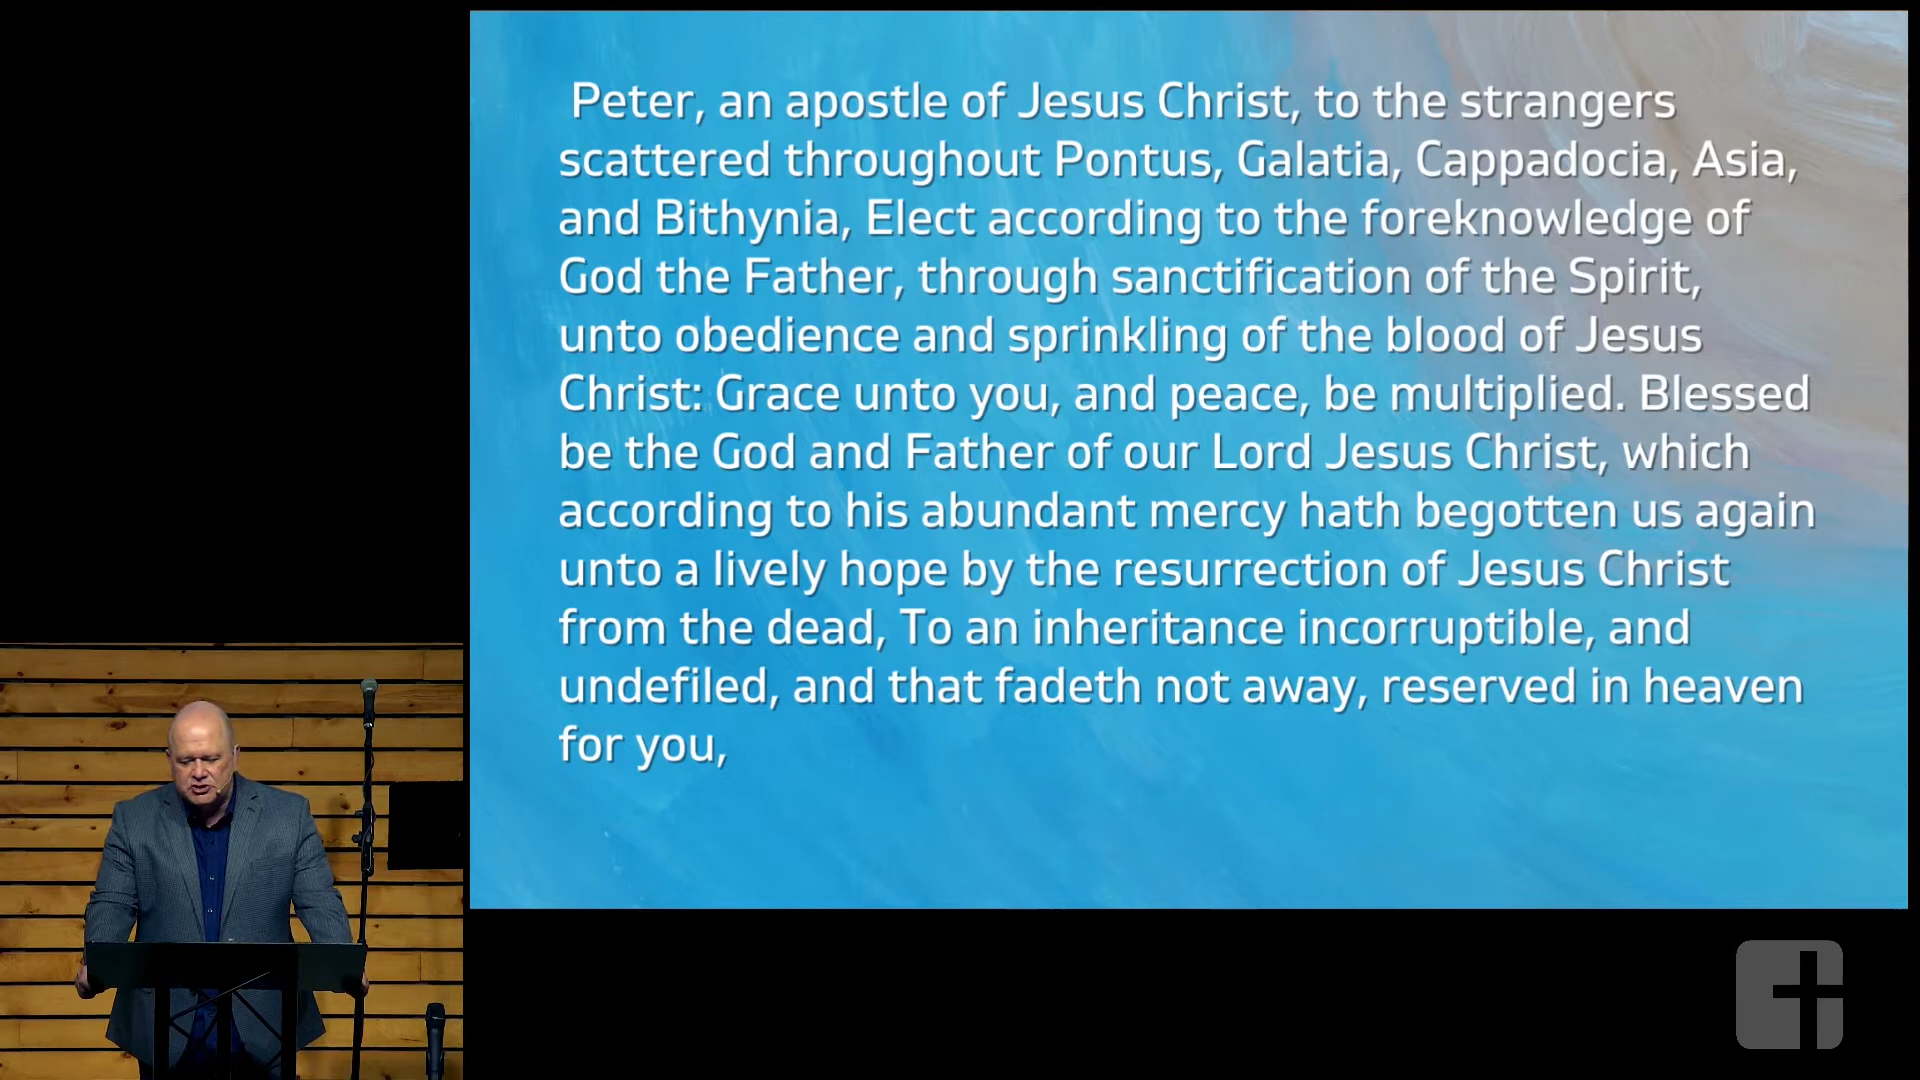 Peter, an apostle of Jesus Christ, to the strangers
scattered throughout Pontus, Galatia, Cappadocia, Asia,
and Bithynia, Elect according to the foreknowledge of
God the Father, through sanctification of the Spirit,
unto obedience and sprinkling of the blood of Jesus
Christ: Grace unto you, and peace, be multiplied. Blessed
be the God and Father of our Lord Jesus Christ, which
according to his abundant mercy hath begotten us again
unto a lively hope by the resurrection of Jesus Christ
from the dead, To an inheritance incorruptible, and
undefiled, and that fadeth not away, reserved in heaven
for you,